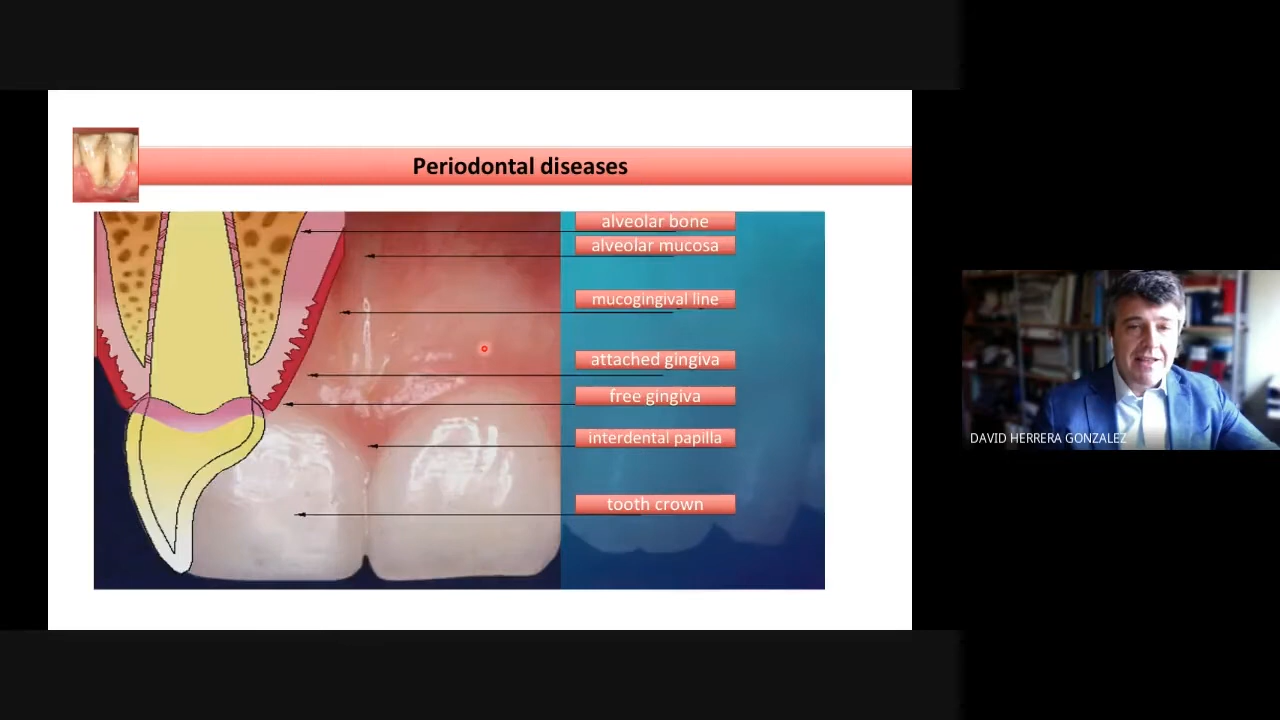 Periodontal diseases
alveolar bone
alveolar mucosa
mucogingival line
attached gingiva
free gingiva
interdental papilla
tooth crown
DAVID HERRERA GONZALEZ